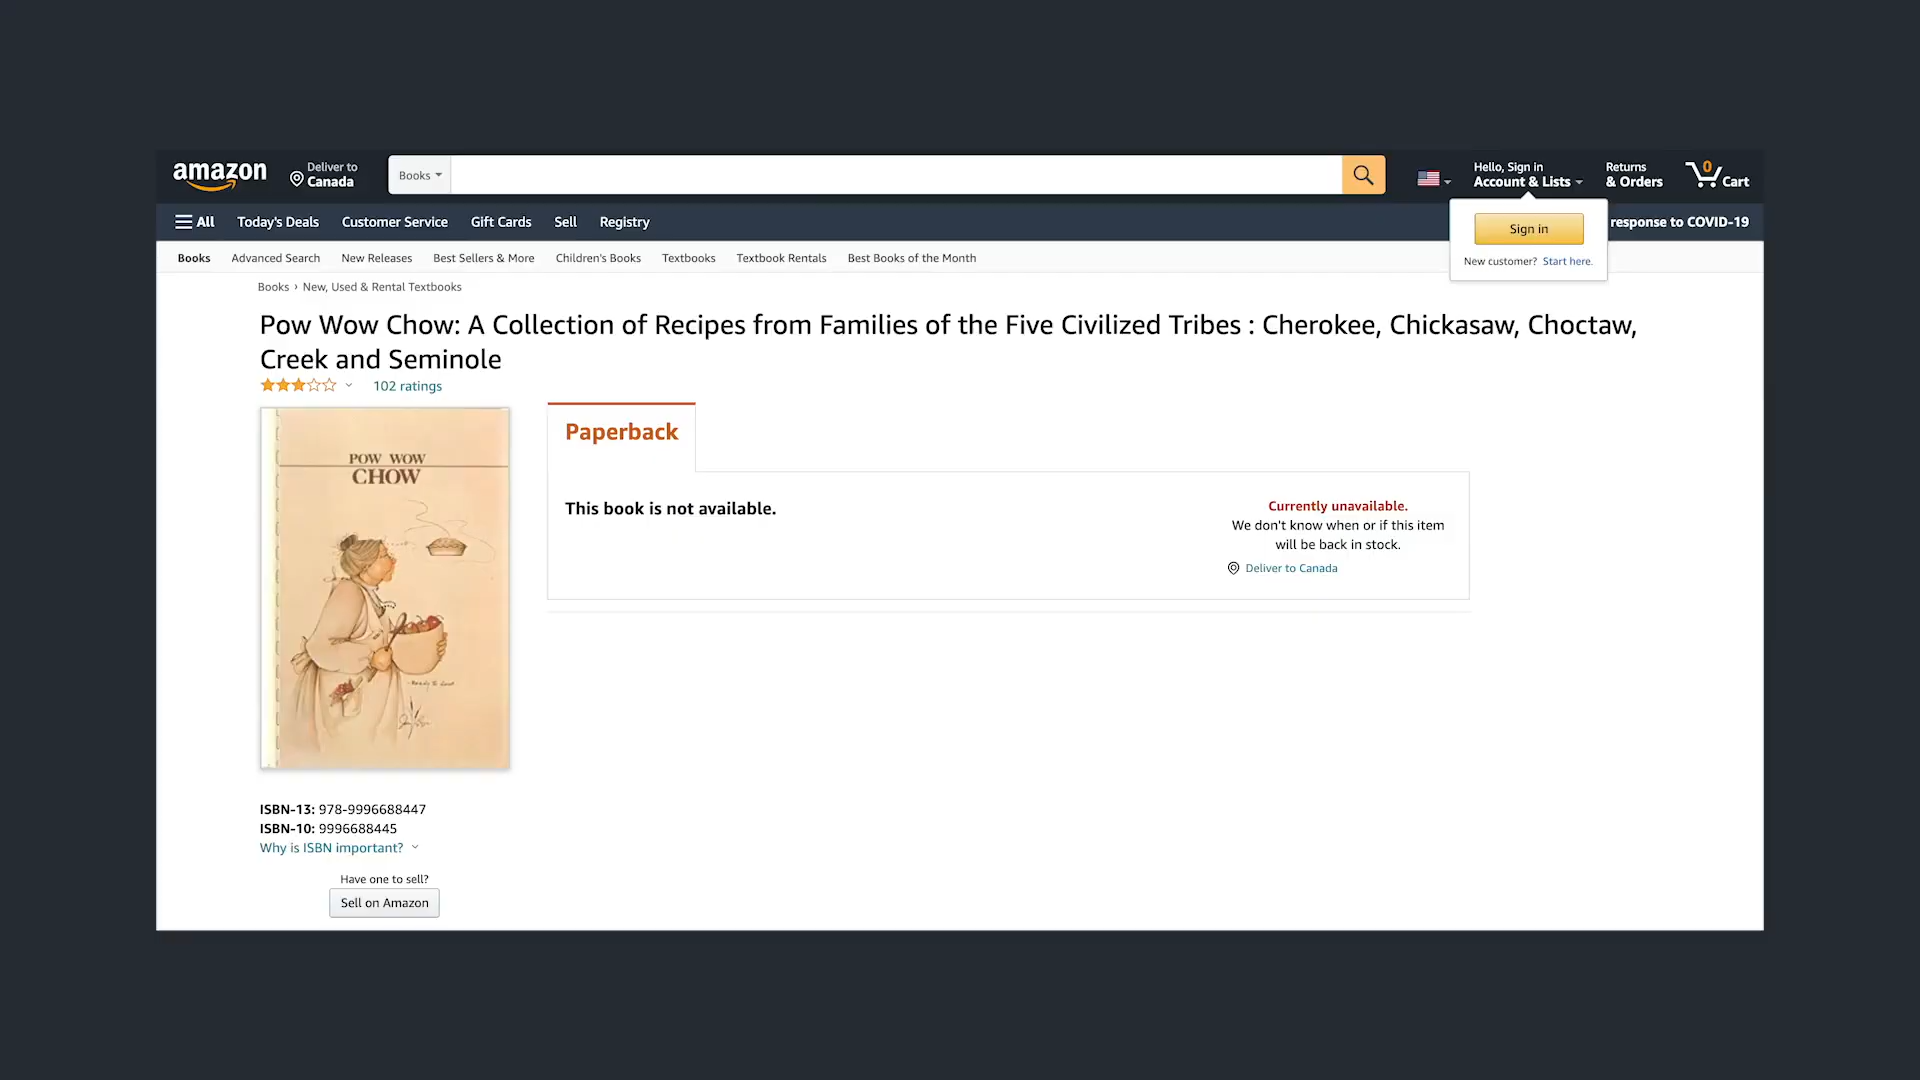 amazon
Deliver to
Canada
Books
Hello, Sign in
Account & Lists
Returns
& Orders
0
Cart
All
Today's Deals
Customer Service
Gift Cards
Sell
Registry
response to COVID-19
Sign in
New customer? Start here.
Books
Advanced Search
New Releases
Best Sellers & More
Children's Books
Textbooks
Textbook Rentals
Best Books of the Month
Books › New, Used & Rental Textbooks
Pow Wow Chow: A Collection of Recipes from Families of the Five Civilized Tribes : Cherokee, Chickasaw, Choctaw,
Creek and Seminole
102 ratings
POW WOW
CHOW
Paperback
This book is not available.
Currently unavailable.
We don't know when or if this item
will be back in stock.
Deliver to Canada
ISBN-13: 978-9996688447
ISBN-10: 9996688445
Why is ISBN important?
Have one to sell?
Sell on Amazon